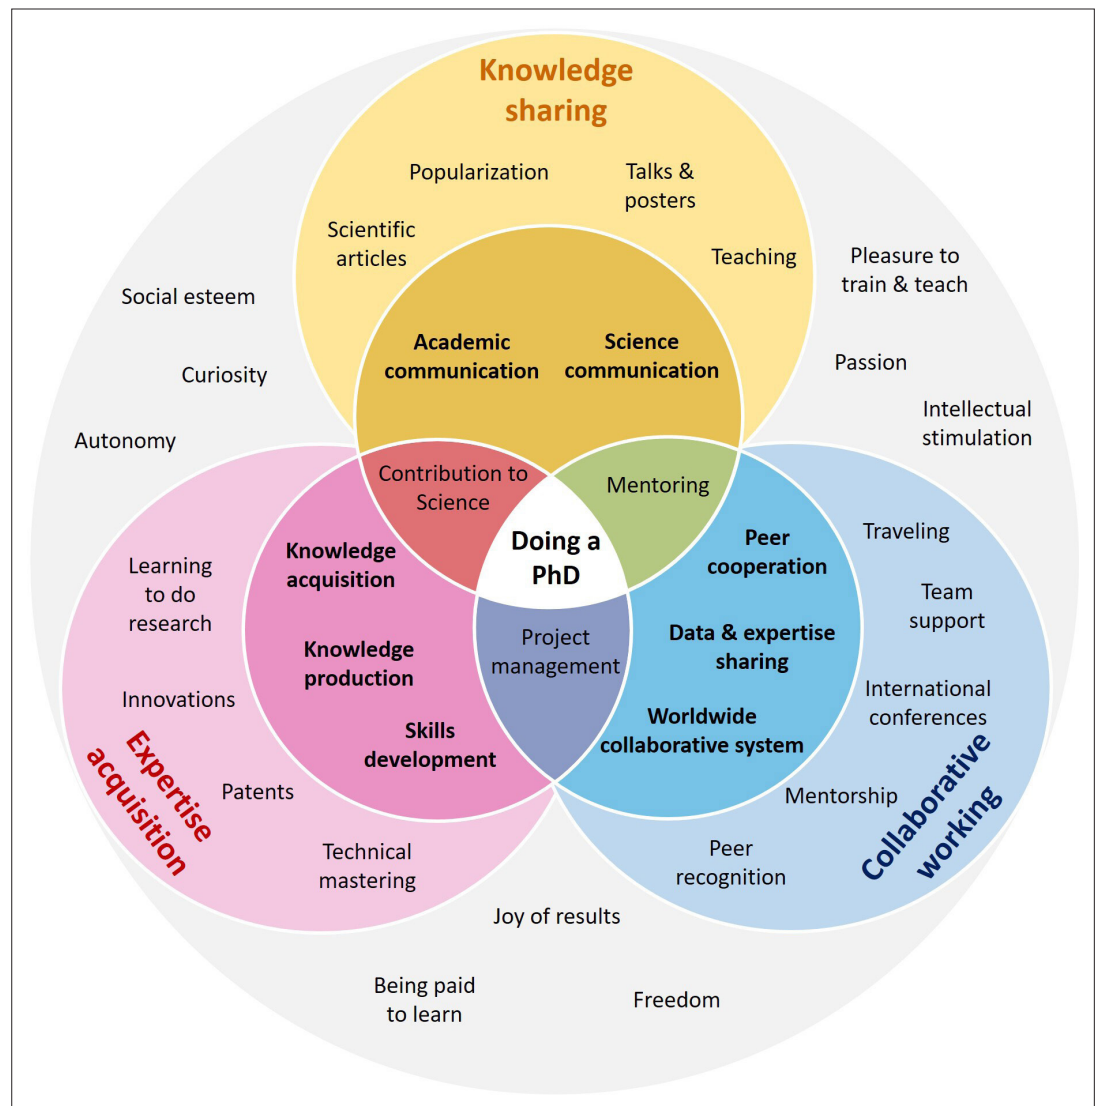 Knowledge
sharing
Popularization
Talks &
posters
Scientific
articles
Teaching
Pleasure to
train & teach
Social esteem
Academic
communication
Science
communication
Curiosity
Passion
Autonomy
Intellectual
stimulation
Contribution to
Science
Mentoring
Doing a
PhD
Knowledge
acquisition
Peer
cooperation
Traveling
Learning
to do
research
Team
support
Knowledge
production
Project
management
Data & expertise
sharing
Innovations
International
conferences
Skills
development
Worldwide
collaborative system
Expertise
acquisition
Patents
Mentorship
Collaborative
working
Technical
mastering
Peer
recognition
Joy of results
Being paid
to learn
Freedom